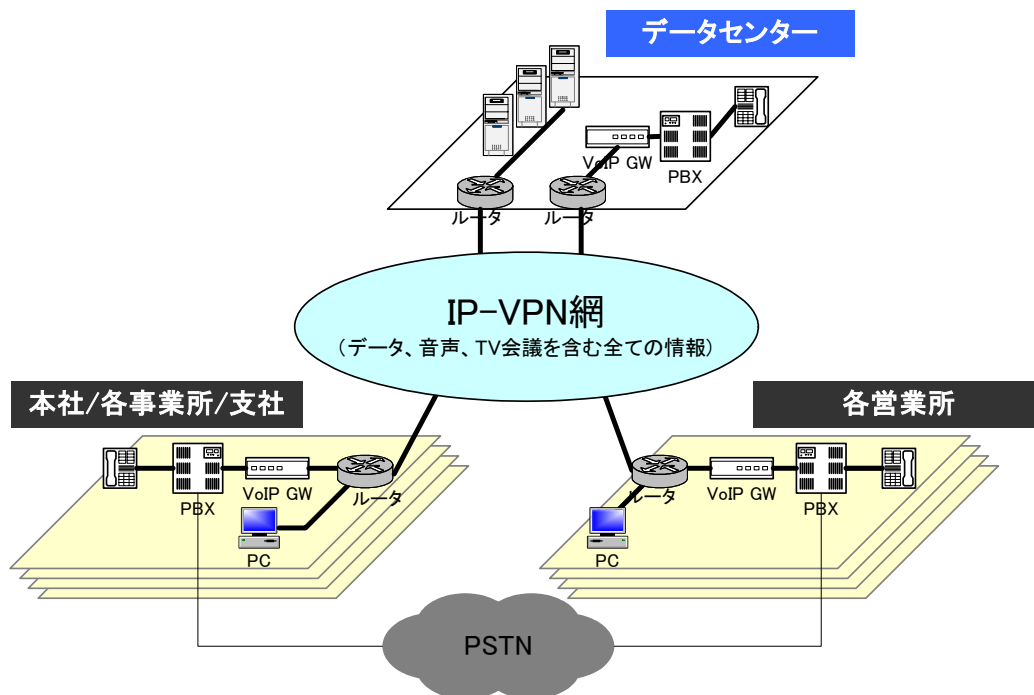 データセンター
VoIP GW
PBX
ルータ
ルータ
IP-VPN網
(データ、音声、TV会議を含む全ての情報)
本社/各事業所/支社
各営業所
PBX
VoIP GW
ルータ
PC
ルータ
VoIP GW
PBX
PC
PSTN